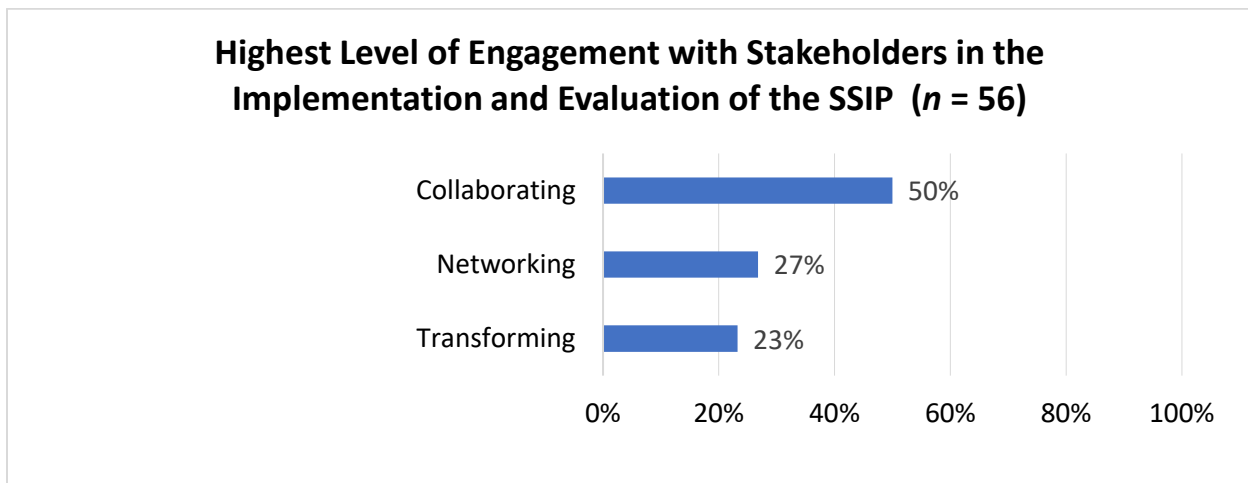 Highest Level of Engagement with Stakeholders in the
Implementation and Evaluation of the SSIP (n = 56)
Collaborating
50%
Networking
27%
Transforming
23%
0%
20%
40%
60%
80%
100%